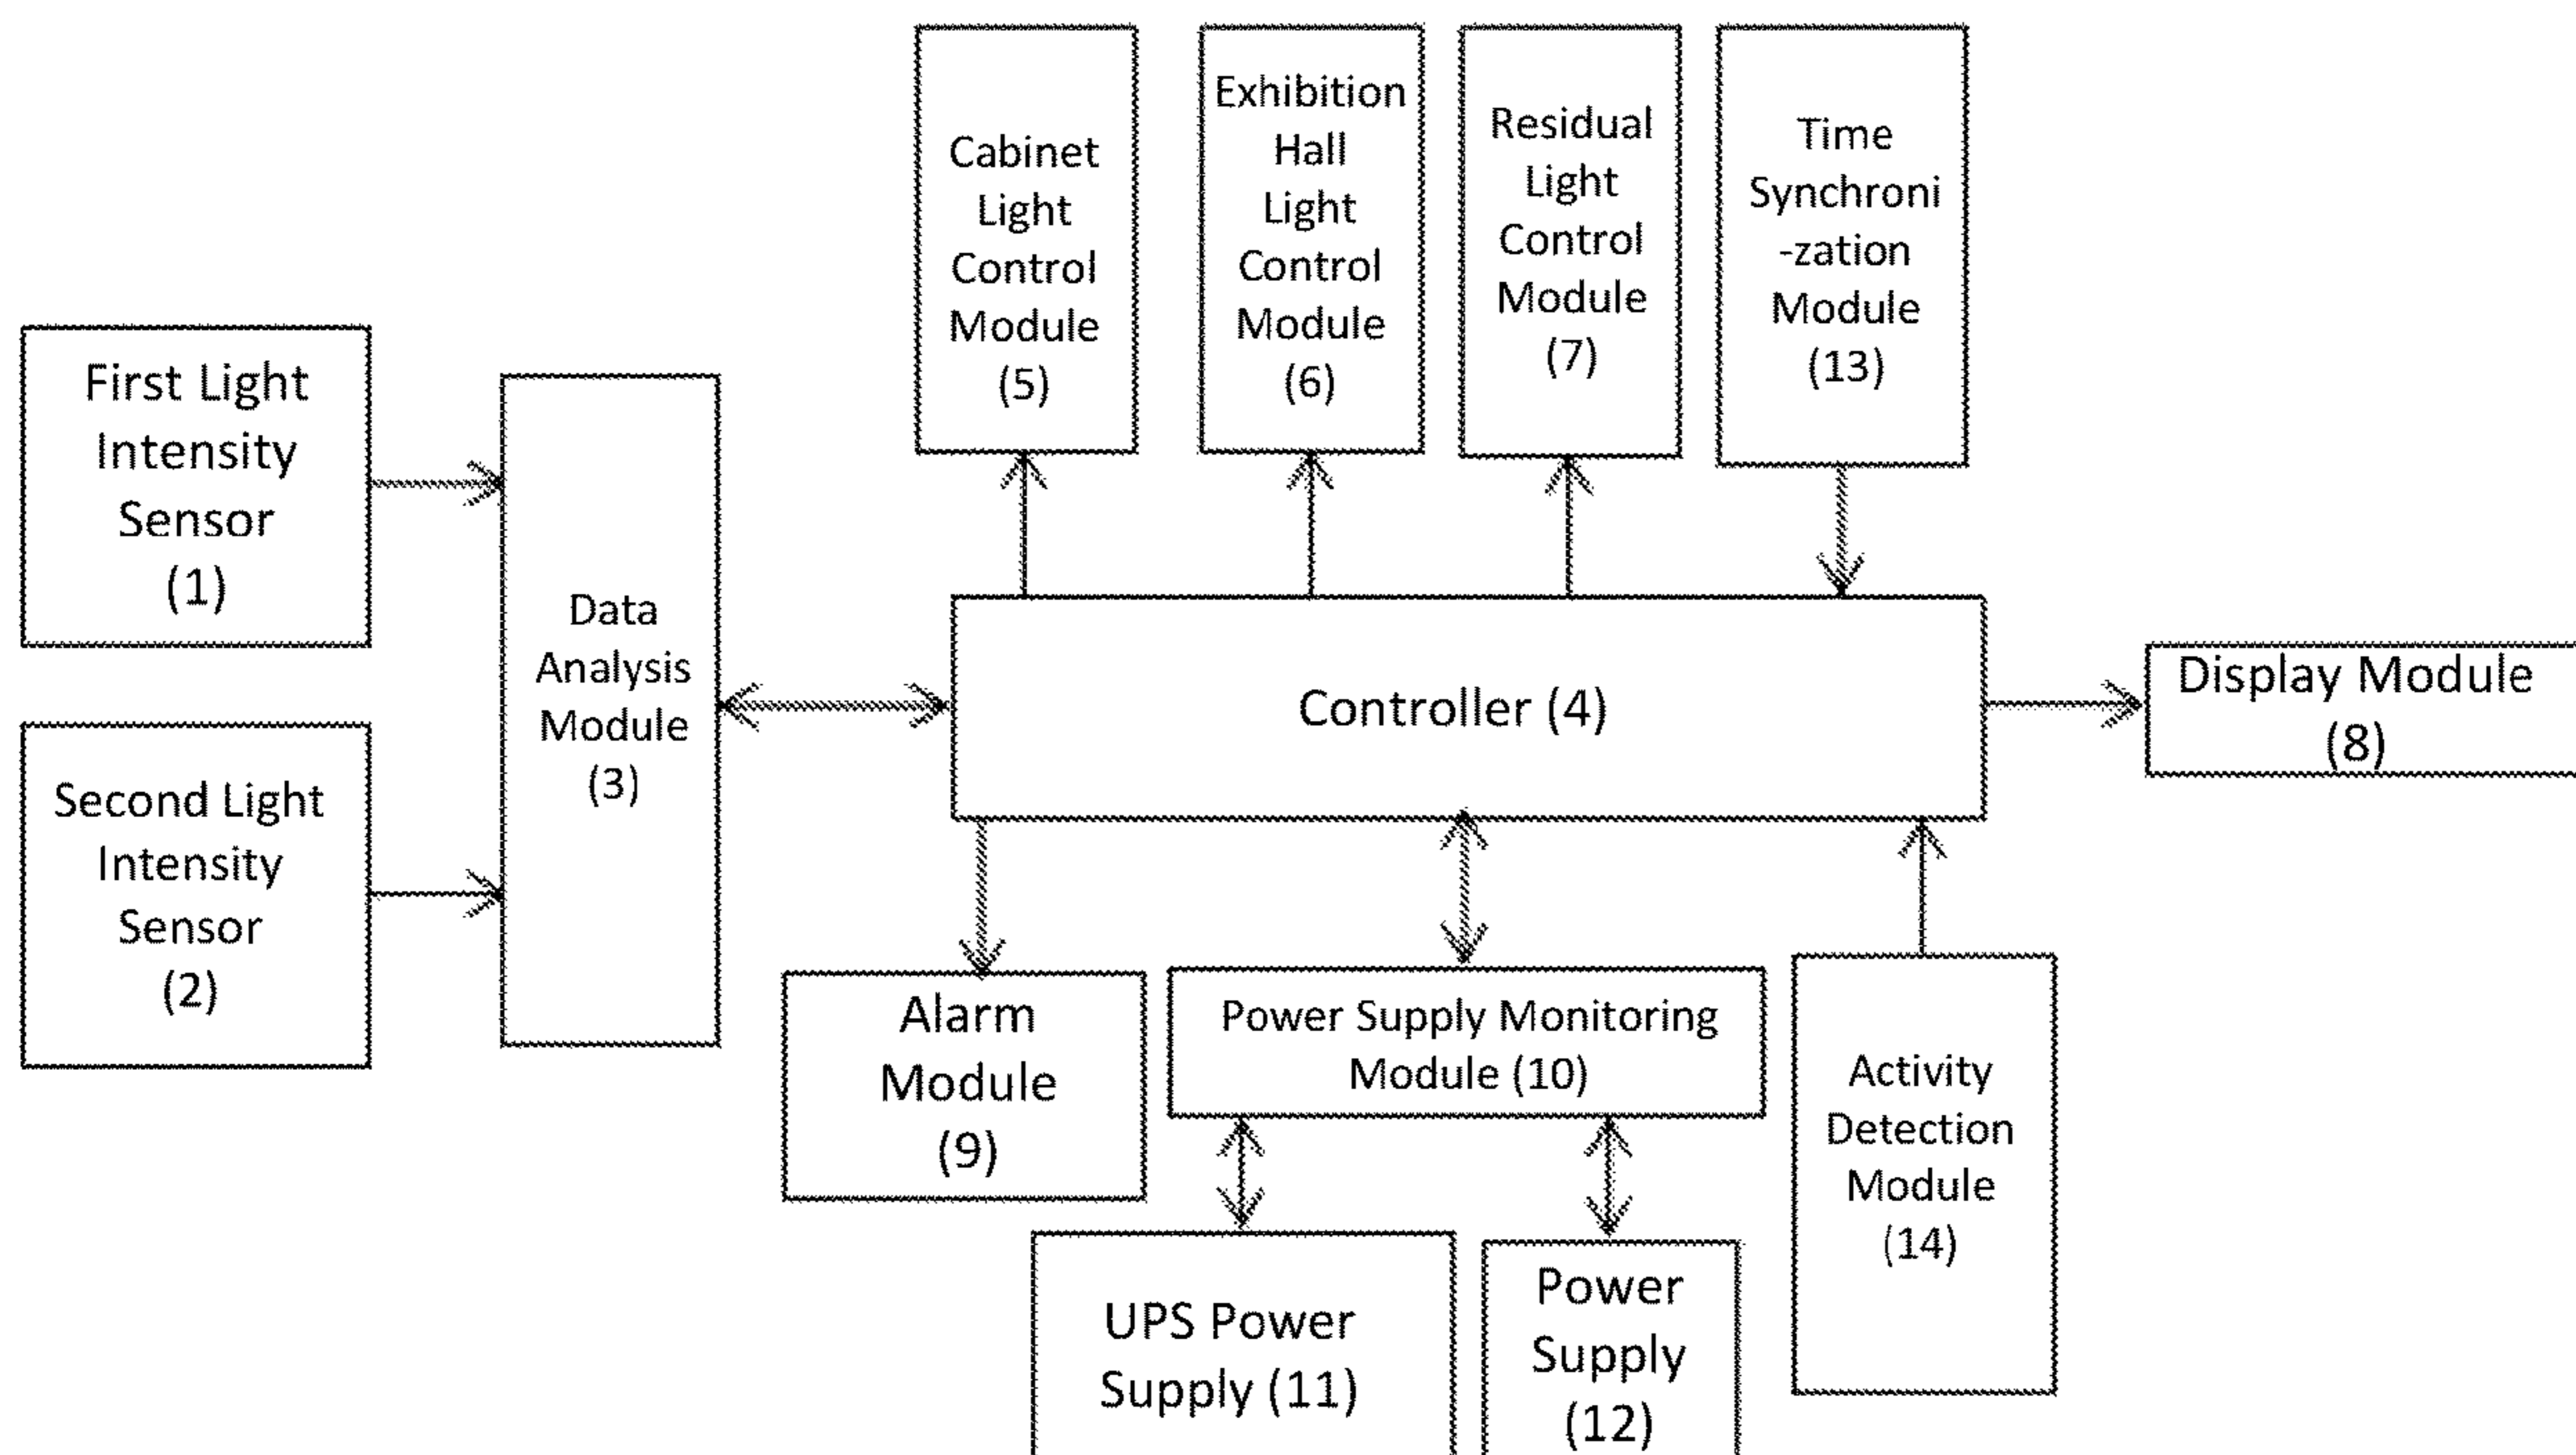 First Light
Intensity
Sensor
(1)
Second Light
Intensity
Sensor
(2)
Data
Analysis
Module
(3)
Cabinet
Light
Control
Module
(5)
Exhibition
Hall
Light
Control
Module
(6)
Residual
Light
Control
Module
(7)
Time
Synchroni
-zation
Module
(13)
Controller (4)
Display Module
(8)
Alarm
Module
(9)
Power Supply Monitoring
Module (10)
UPS Power
Supply (11)
Power
Supply
(12)
Activity
Detection
Module
(14)